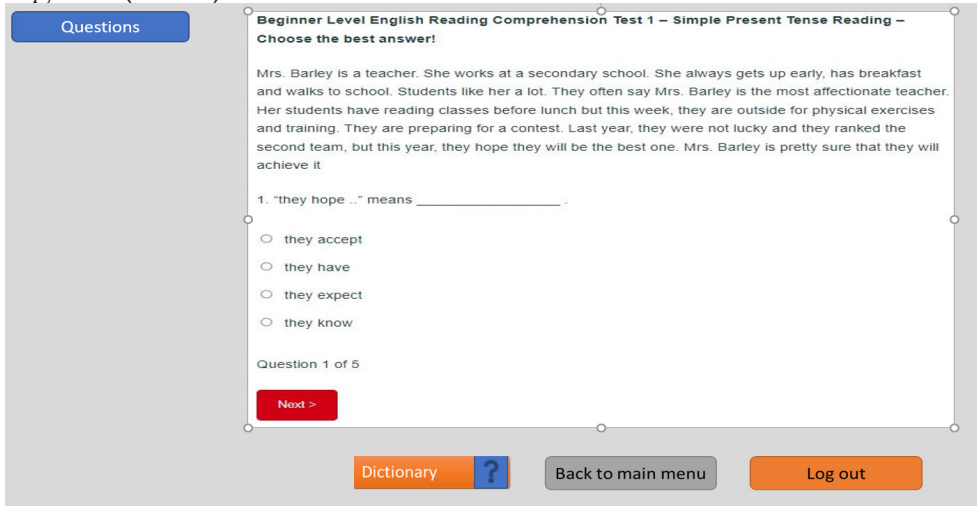 Questions
Beginner Level English Reading Comprehension Test 1 – Simple Present Tense Reading –
Choose the best answer!
Mrs. Barley is a teacher. She works at a secondary school. She always gets up early, has breakfast
and walks to school. Students like her a lot. They often say Mrs. Barley is the most affectionate teacher.
Her students have reading classes before lunch but this week, they are outside for physical exercises
and training. They are preparing for a contest. Last year, they were not lucky and they ranked the
second team, but this year, they hope they will be the best one. Mrs. Barley is pretty sure that they will
achieve it
1. “they hope ..” means ____________________ .
they accept
they have
they expect
they know
Question 1 of 5
Next >
Dictionary ?
Back to main menu
Log out